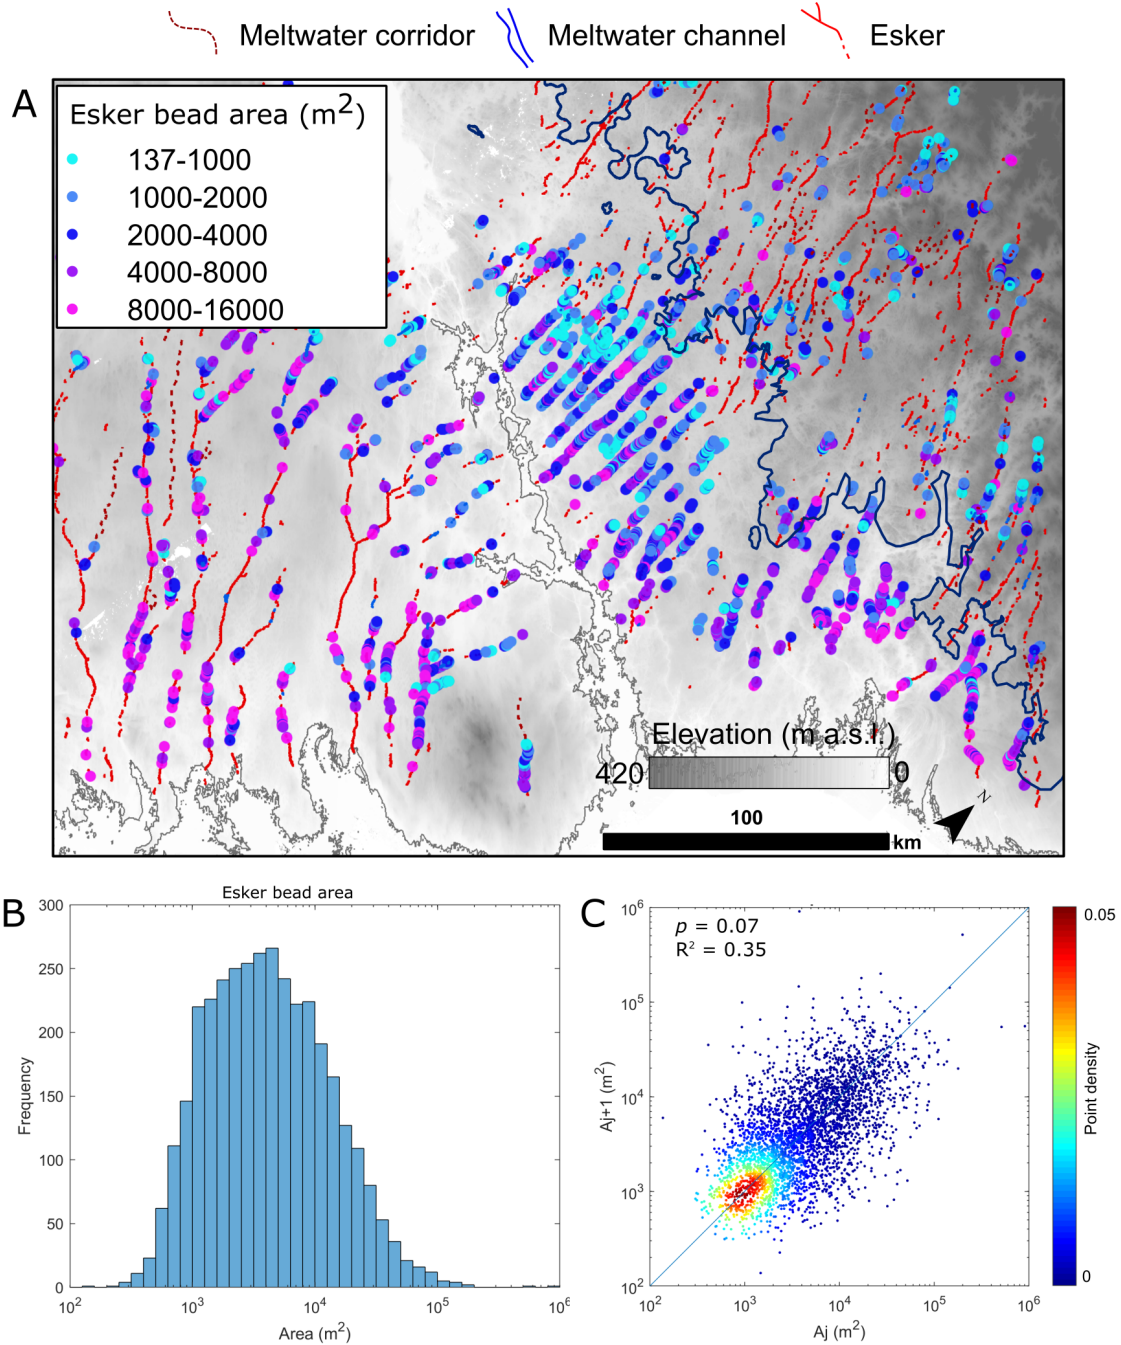 Meltwater corridor Meltwater channel Esker
A
Esker bead area (m²)
137-1000
1000-2000
2000-4000
4000-8000
8000-16000
Elevation (m a.s.l.)
420 0
N
100
km
B
Esker bead area
300
250
200
150
100
50
0
Frequency
10² 10³ 10⁴ 10⁵ 10⁶
Area (m²)
C
p = 0.07
R² = 0.35
10⁶
10⁵
10⁴
10³
10²
Aj+1 (m²)
10² 10³ 10⁴ 10⁵ 10⁶
Aj (m²)
0.05
Point density
0